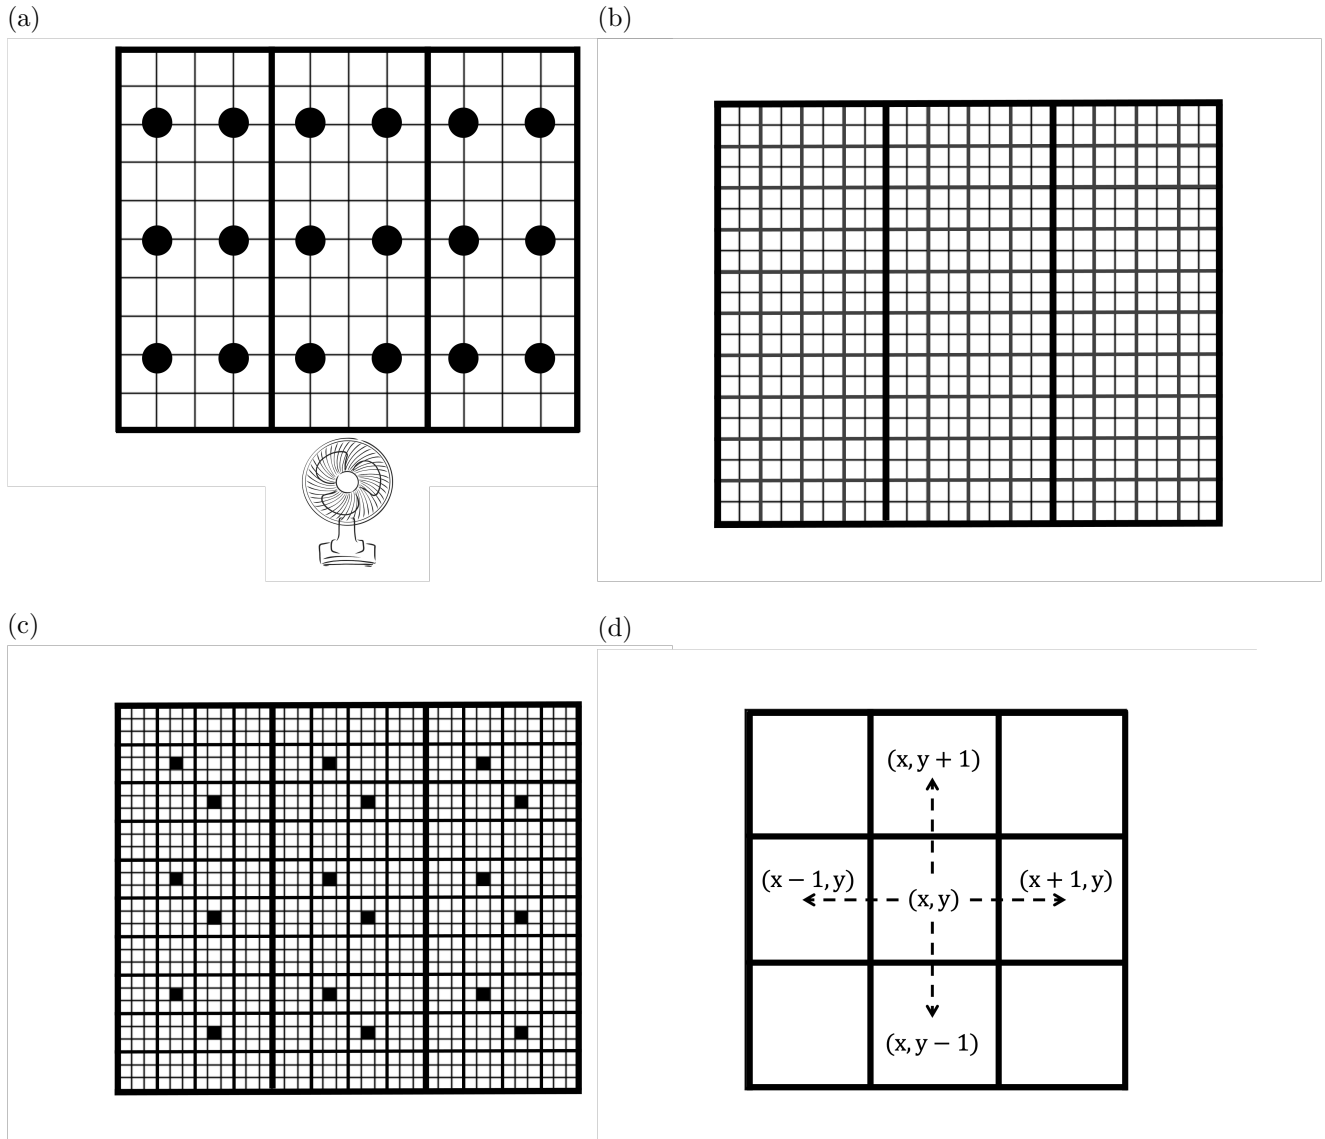 (a)
(b)
(c)
(d)
(x, y + 1)
(x − 1, y)
(x, y)
(x + 1, y)
(x, y − 1)